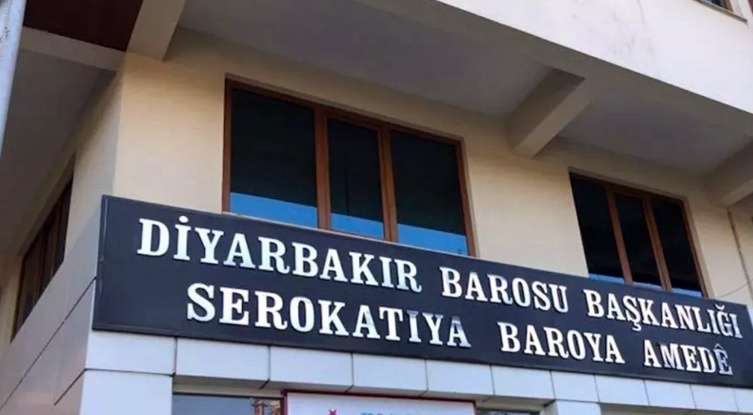 DİYARBAKIR BAROSU BAŞKANLIĞI
SEROKATIYA BAROYA AMEDÊ